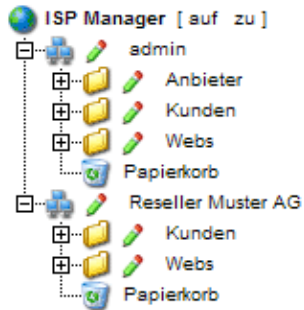 ISP Manager [ auf zu ]
admin
Anbieter
Kunden
Webs
Papierkorb
Reseller Muster AG
Kunden
Webs
Papierkorb